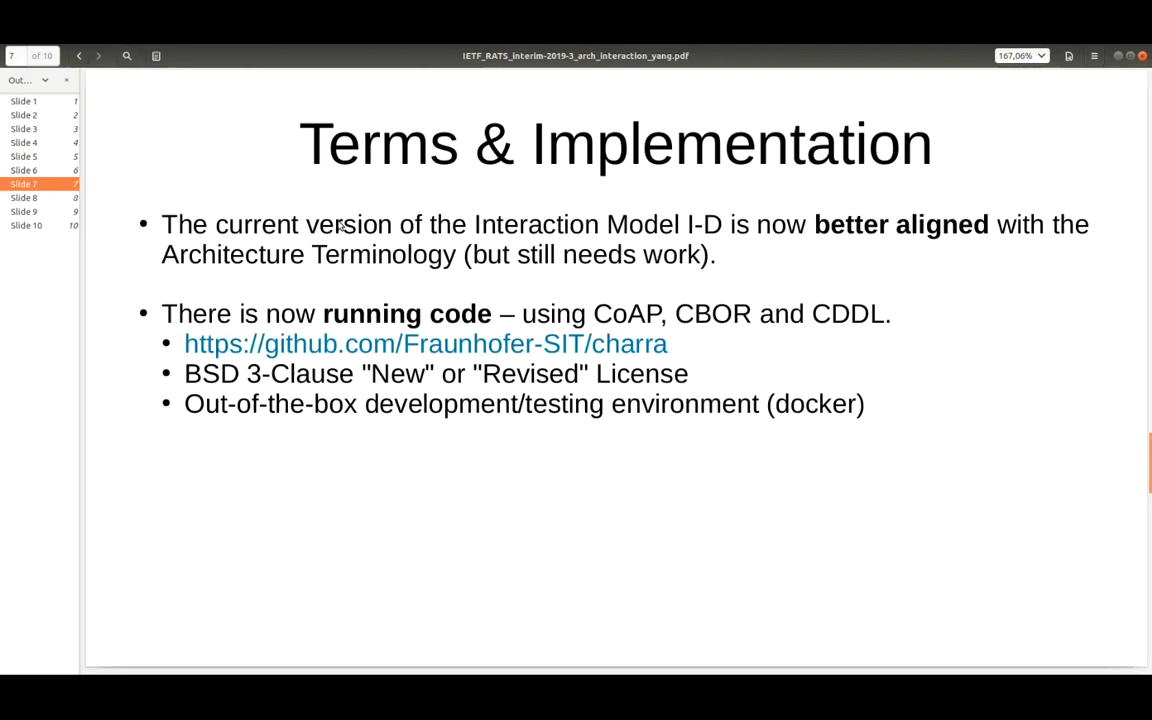 7 of 10
IETF_RATS_interim-2019-3_arch_interaction_yang.pdf
167,06%
Out...
Slide 1 1
Slide 2 2
Slide 3 3
Slide 4 4
Slide 5 5
Slide 6 6
Slide 7 7
Slide 8 8
Slide 9 9
Slide 10 10
Terms & Implementation
• The current version of the Interaction Model I-D is now better aligned with the
Architecture Terminology (but still needs work).
• There is now running code – using CoAP, CBOR and CDDL.
• https://github.com/Fraunhofer-SIT/charra
• BSD 3-Clause "New" or "Revised" License
• Out-of-the-box development/testing environment (docker)